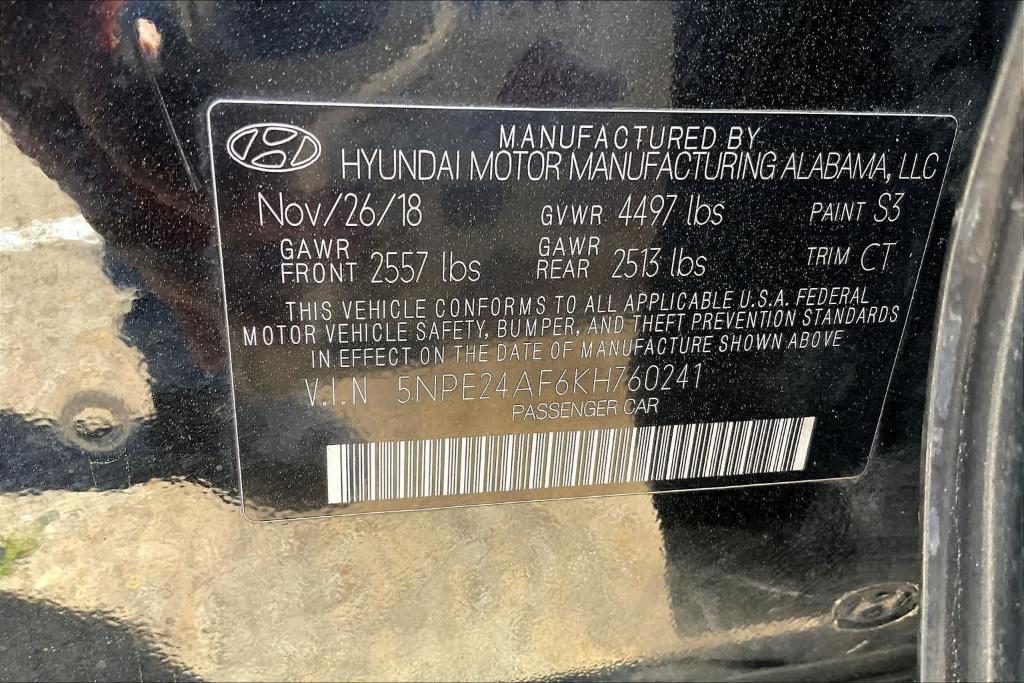 MANUFACTURED BY
HYUNDAI MOTOR MANUFACTURING ALABAMA, LLC
Nov/26/18 GVWR 4497 lbs PAINT S3
GAWR FRONT 2557 lbs GAWR REAR 2513 lbs TRIM CT
THIS VEHICLE CONFORMS TO ALL APPLICABLE U.S.A. FEDERAL
MOTOR VEHICLE SAFETY, BUMPER, AND THEFT PREVENTION STANDARDS
IN EFFECT ON THE DATE OF MANUFACTURE SHOWN ABOVE
V.I.N 5NPE24AF6KH760241
PASSENGER CAR